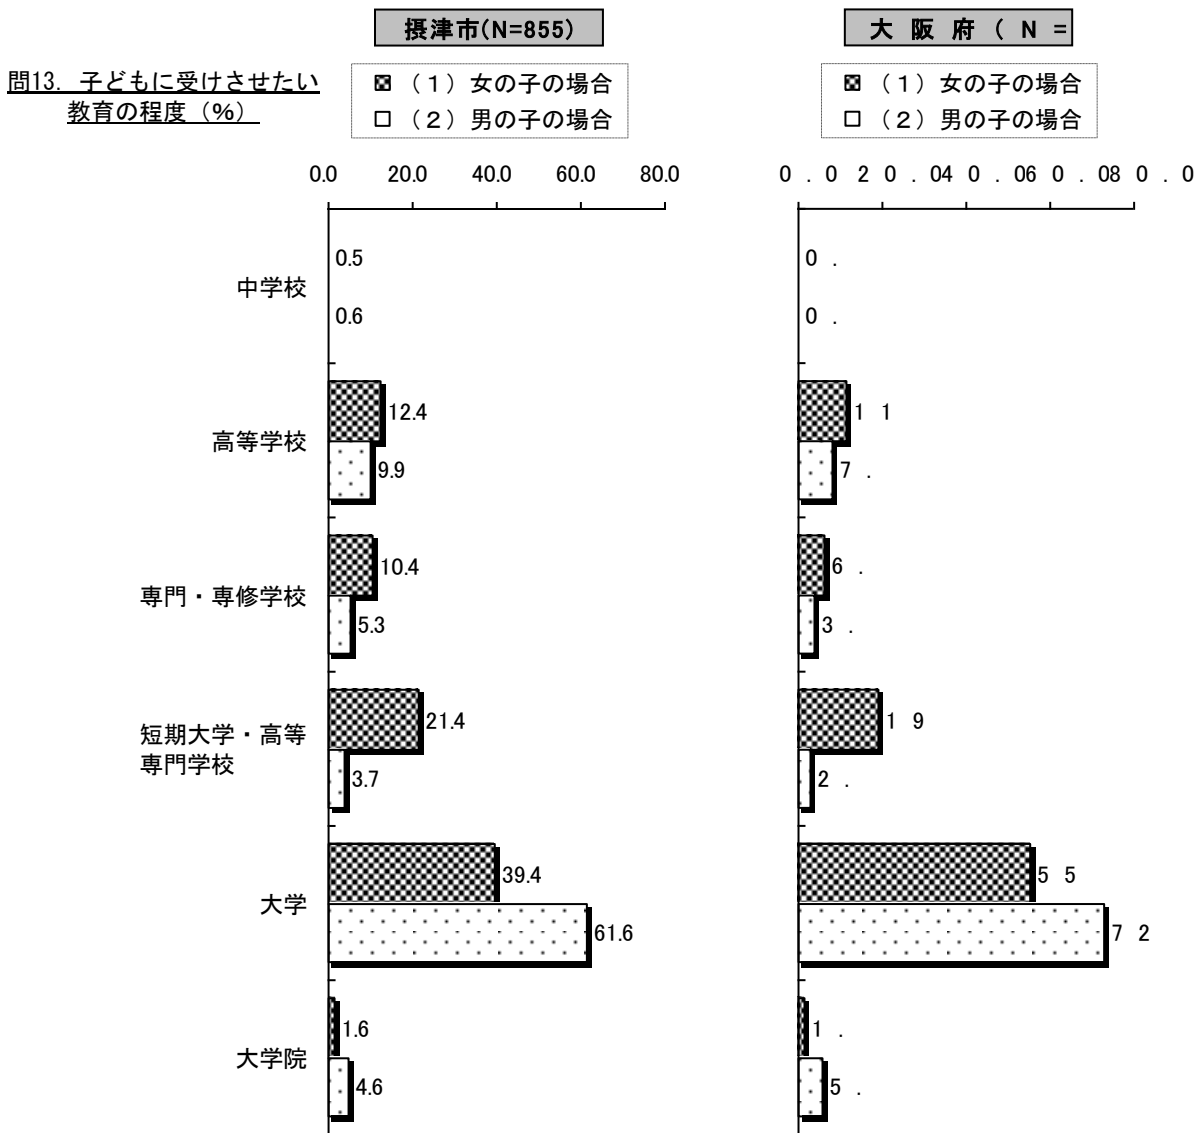 摂津市(N=855)
大 阪 府 ( N =
問13. 子どもに受けさせたい
教育の程度（%）
（１）女の子の場合
（２）男の子の場合
（１）女の子の場合
（２）男の子の場合
0.0 20.0 40.0 60.0 80.0
0 . 0 2 0 . 04 0 . 06 0 . 08 0 . 0
中学校
0.5
0.6
0 .
0 .
高等学校
12.4
9.9
1 1
7 .
専門・専修学校
10.4
5.3
6 .
3 .
短期大学・高等
専門学校
21.4
3.7
1 9
2 .
大学
39.4
61.6
5 5
7 2
大学院
1.6
4.6
1 .
5 .